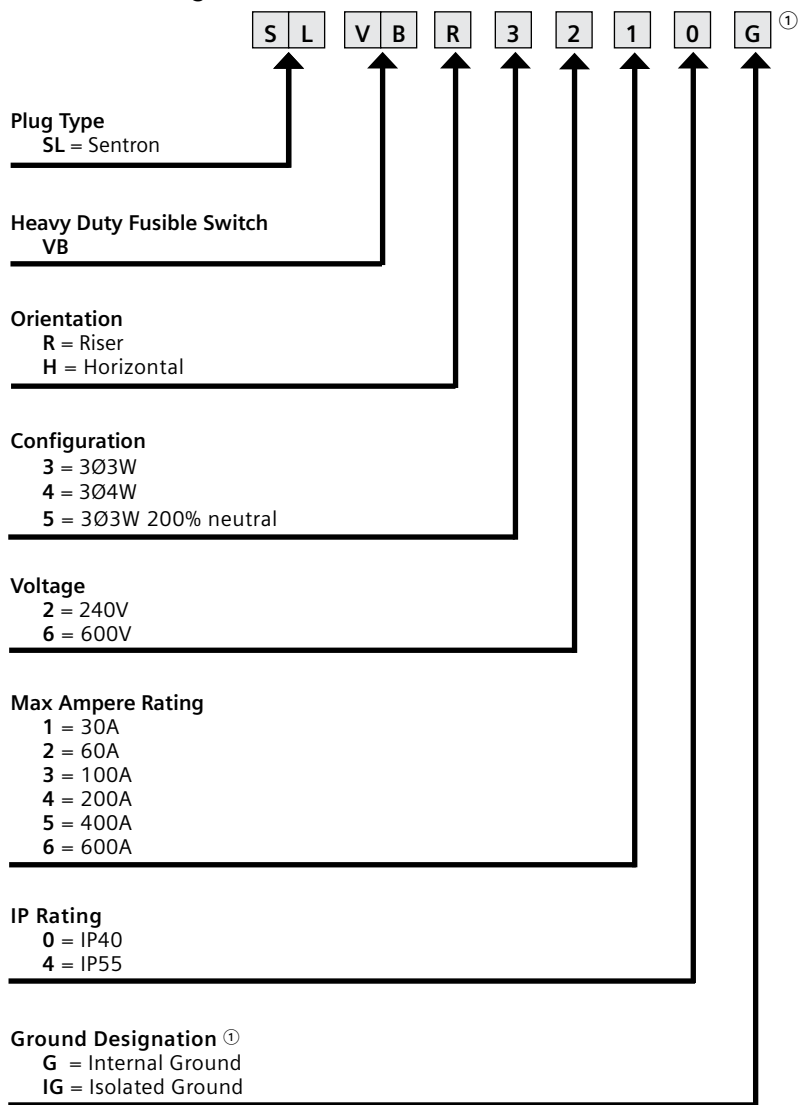 S L V B R 3 2 1 0 G ①
Plug Type
SL = Sentron
Heavy Duty Fusible Switch
VB
Orientation
R = Riser
H = Horizontal
Configuration
3 = 3Ø3W
4 = 3Ø4W
5 = 3Ø3W 200% neutral
Voltage
2 = 240V
6 = 600V
Max Ampere Rating
1 = 30A
2 = 60A
3 = 100A
4 = 200A
5 = 400A
6 = 600A
IP Rating
0 = IP40
4 = IP55
Ground Designation ①
G = Internal Ground
IG = Isolated Ground